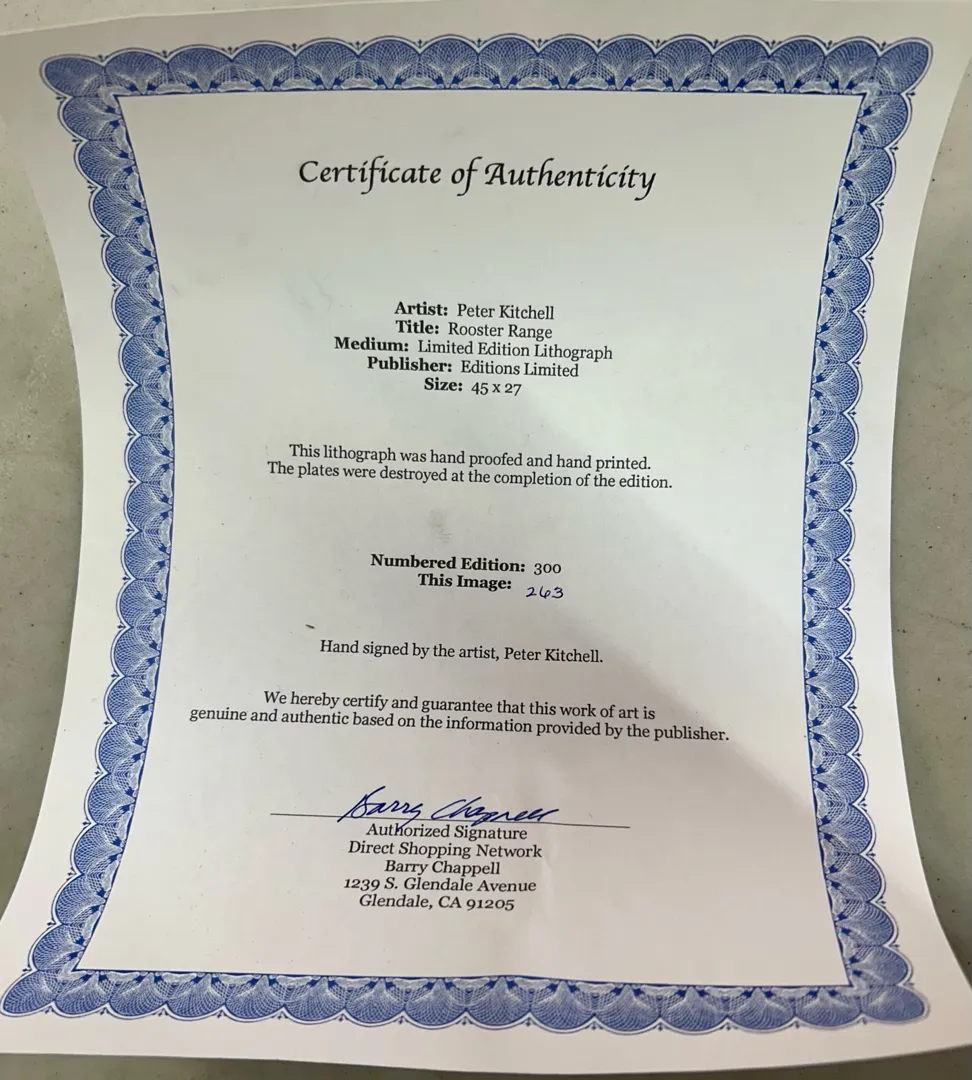 Certificate of Authenticity
Artist: Peter Kitchell
Title: Rooster Range
Medium: Limited Edition Lithograph
Publisher: Editions Limited
Size: 45 x 27
This lithograph was hand proofed and hand printed.
The plates were destroyed at the completion of the edition.
Numbered Edition: 300
This Image: 263
Hand signed by the artist, Peter Kitchell.
We hereby certify and guarantee that this work of art is
genuine and authentic based on the information provided by the publisher.
Barry Chappell
Authorized Signature
Direct Shopping Network
Barry Chappell
1239 S. Glendale Avenue
Glendale, CA 91205